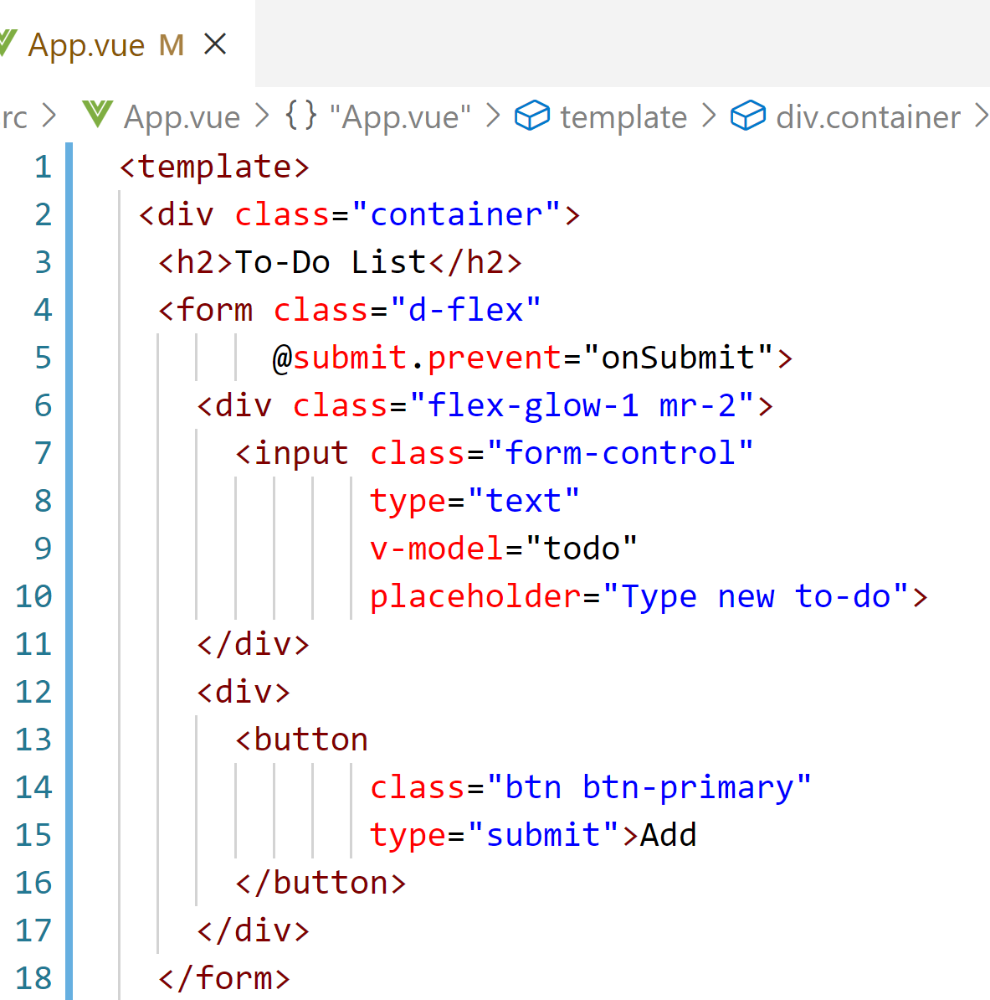 App.vue M
rc > App.vue > {} "App.vue" > template > div.container >
1 <template>
2 <div class="container">
3 <h2>To-Do List</h2>
4 <form class="d-flex"
5 @submit.prevent="onSubmit">
6 <div class="flex-glow-1 mr-2">
7 <input class="form-control"
8 type="text"
9 v-model="todo"
10 placeholder="Type new to-do">
11 </div>
12 <div>
13 <button
14 class="btn btn-primary"
15 type="submit">Add
16 </button>
17 </div>
18 </form>